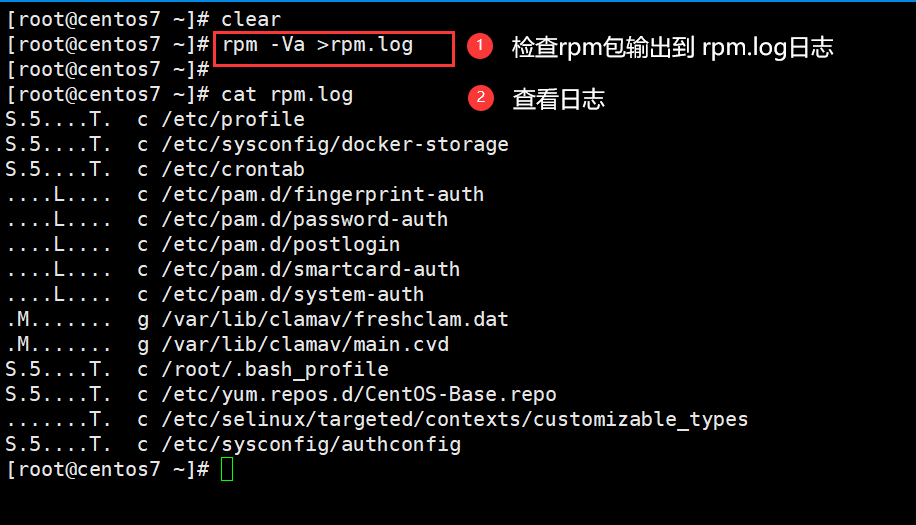 [root@centos7 ~]# clear
[root@centos7 ~]# rpm -Va >rpm.log 1 检查rpm包输出到 rpm.log日志
[root@centos7 ~]#
[root@centos7 ~]# cat rpm.log 2 查看日志
S.5....T.  c /etc/profile
S.5....T.  c /etc/sysconfig/docker-storage
S.5....T.  c /etc/crontab
....L....  c /etc/pam.d/fingerprint-auth
....L....  c /etc/pam.d/password-auth
....L....  c /etc/pam.d/postlogin
....L....  c /etc/pam.d/smartcard-auth
....L....  c /etc/pam.d/system-auth
.M.......  g /var/lib/clamav/freshclam.dat
.M.......  g /var/lib/clamav/main.cvd
S.5....T.  c /root/.bash_profile
S.5....T.  c /etc/yum.repos.d/CentOS-Base.repo
.......T.  c /etc/selinux/targeted/contexts/customizable_types
S.5....T.  c /etc/sysconfig/authconfig
[root@centos7 ~]#